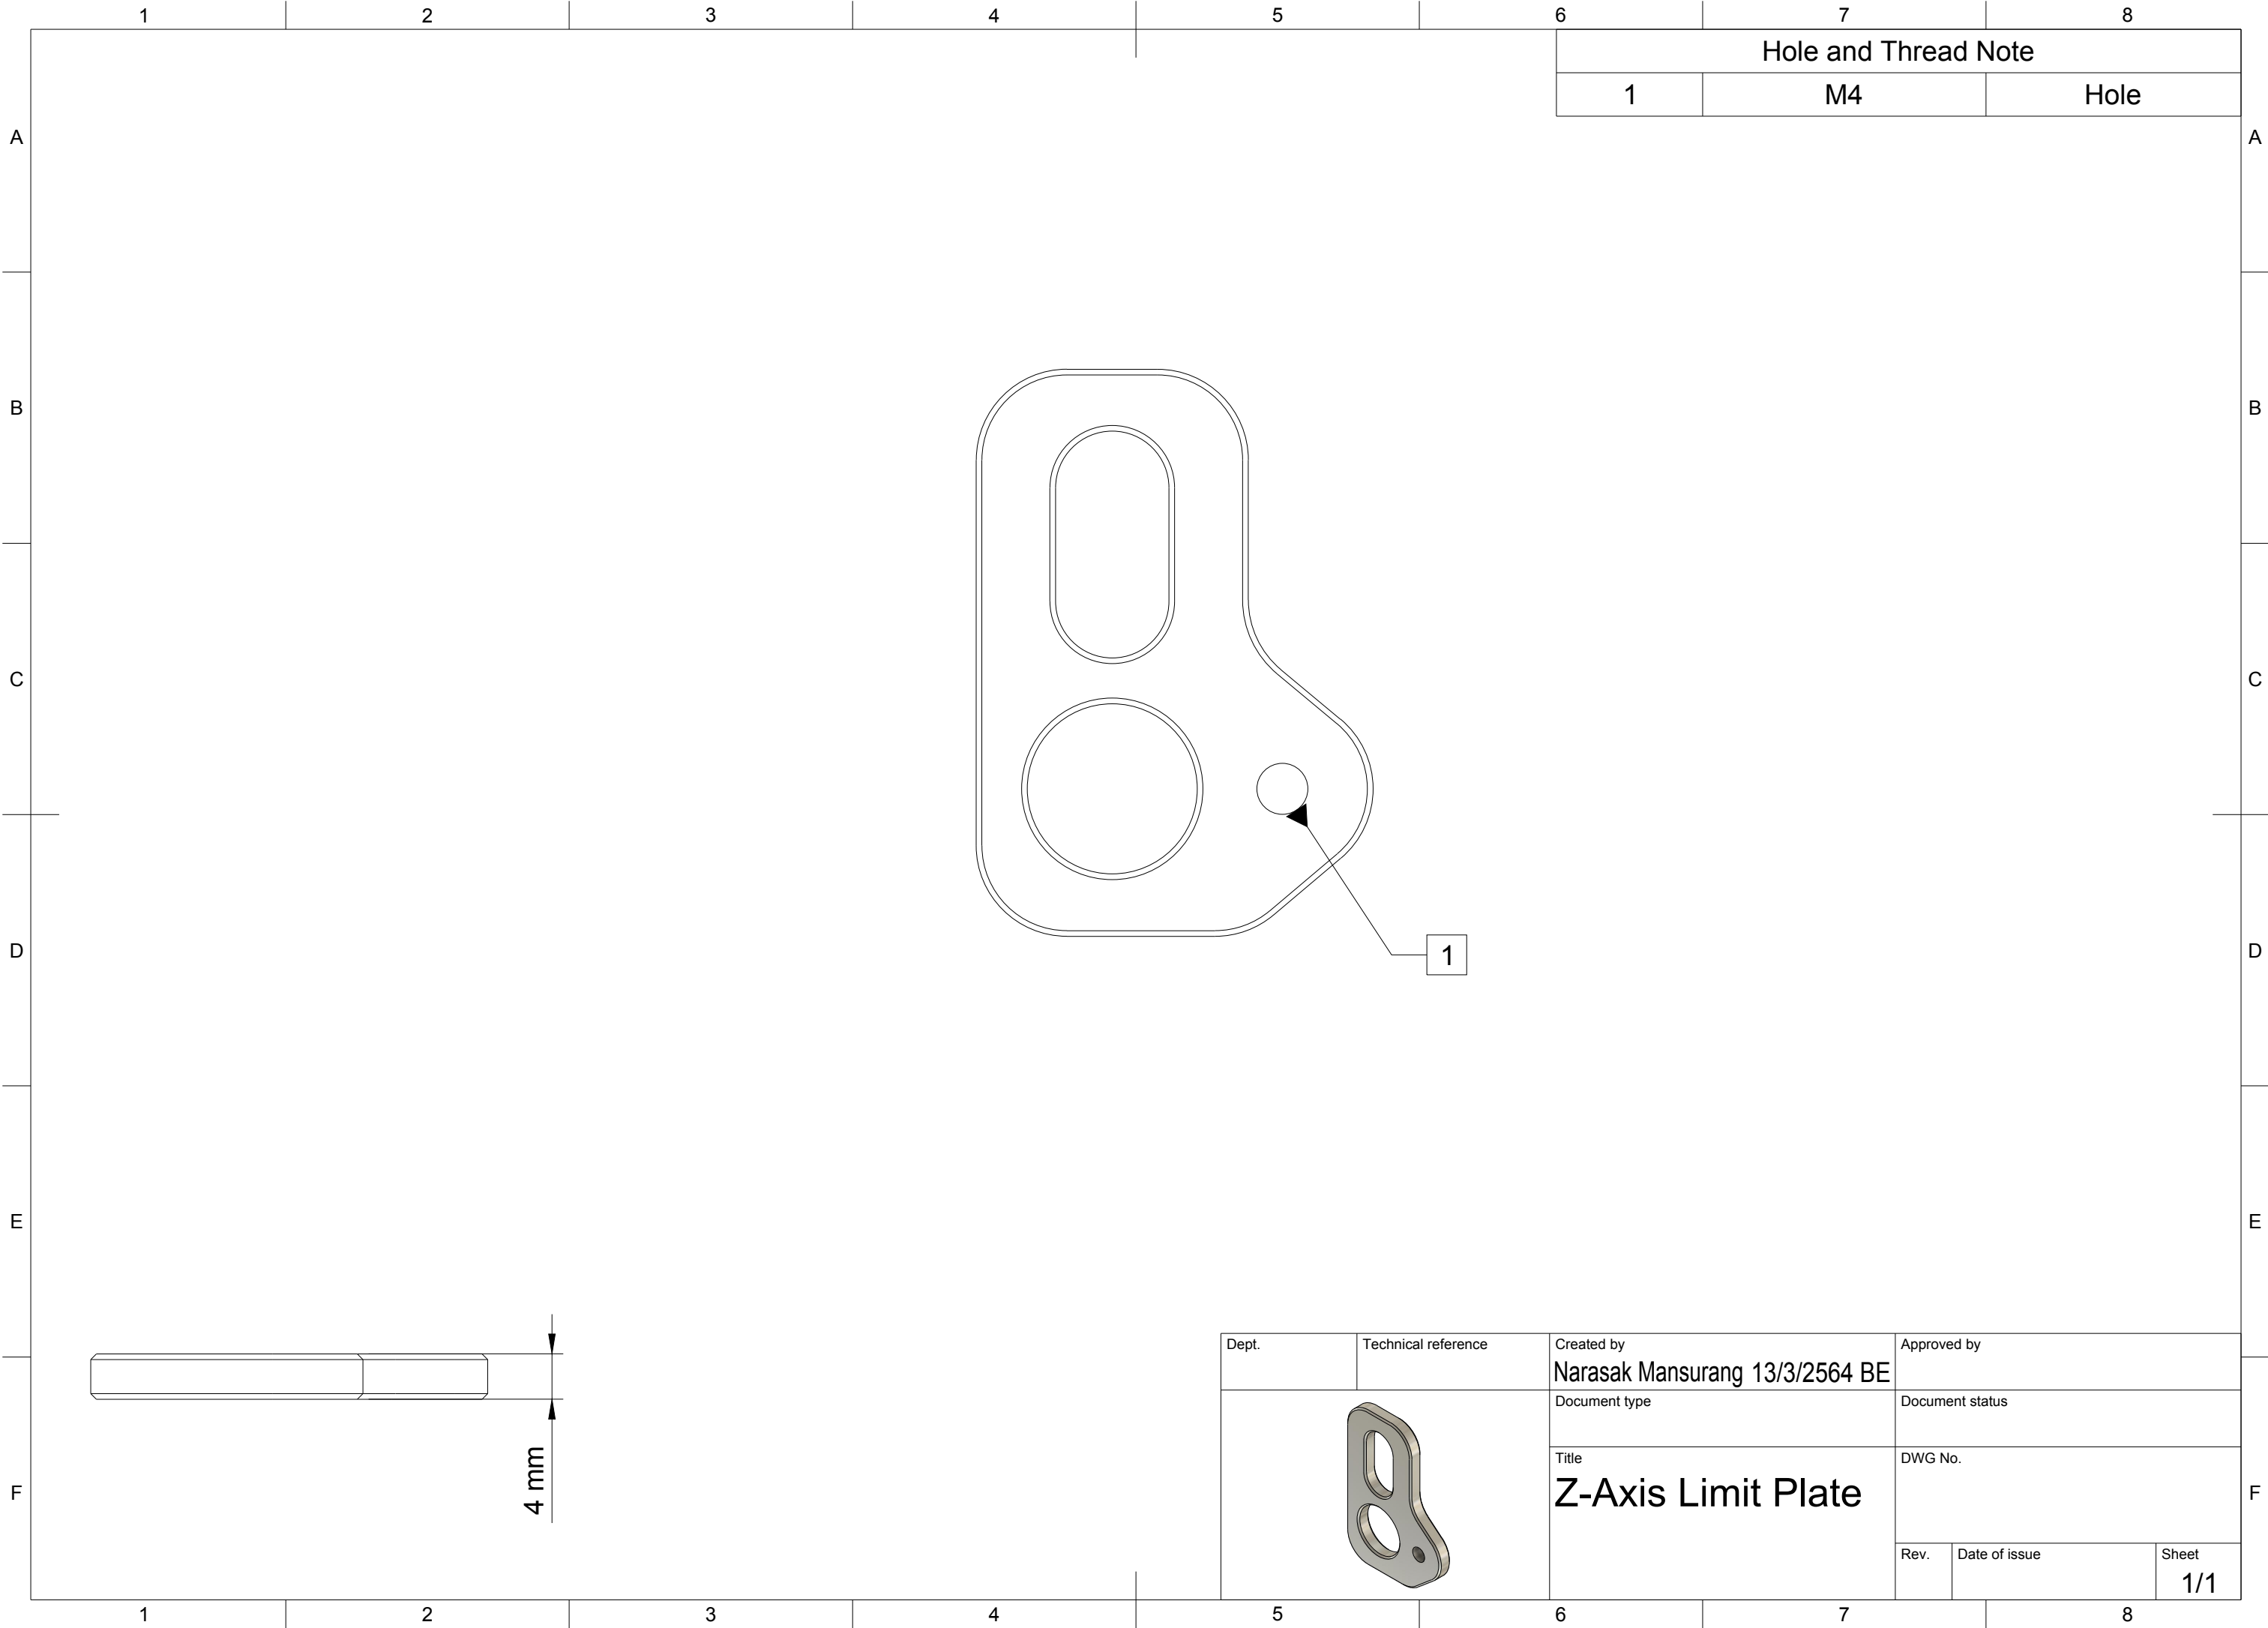 1 2 3 4 5 6 7 8
Hole and Thread Note
1 M4 Hole
A A
B B
C C
D D
1
E E
F F
4 mm
Dept. Technical reference Created by Approved by
Narasak Mansurang 13/3/2564 BE
Document type Document status
Title DWG No.
Z-Axis Limit Plate
Rev. Date of issue Sheet
1/1
1 2 3 4 5 6 7 8